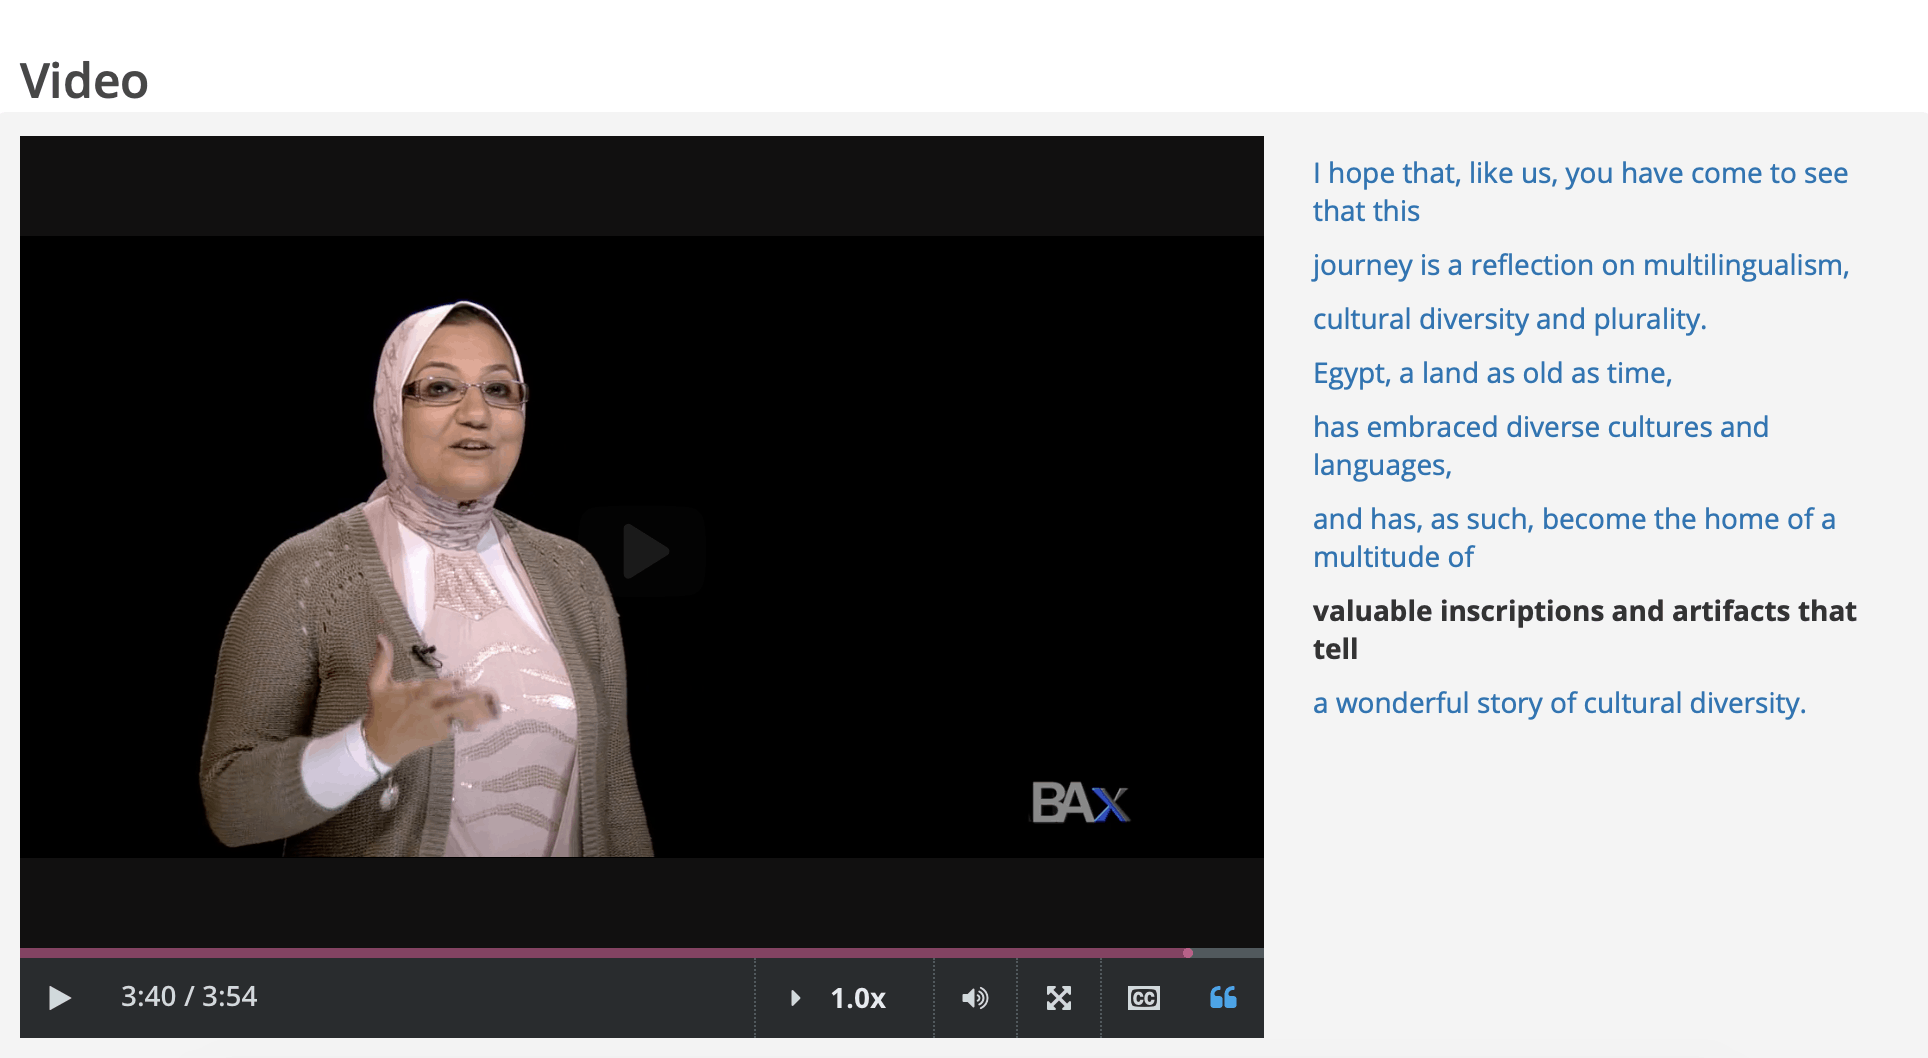 Video
I hope that, like us, you have come to see
that this
journey is a reflection on multilingualism,
cultural diversity and plurality.
Egypt, a land as old as time,
has embraced diverse cultures and
languages,
and has, as such, become the home of a
multitude of
valuable inscriptions and artifacts that
tell
a wonderful story of cultural diversity.
BAX
3:40 / 3:54
1.0x
CC